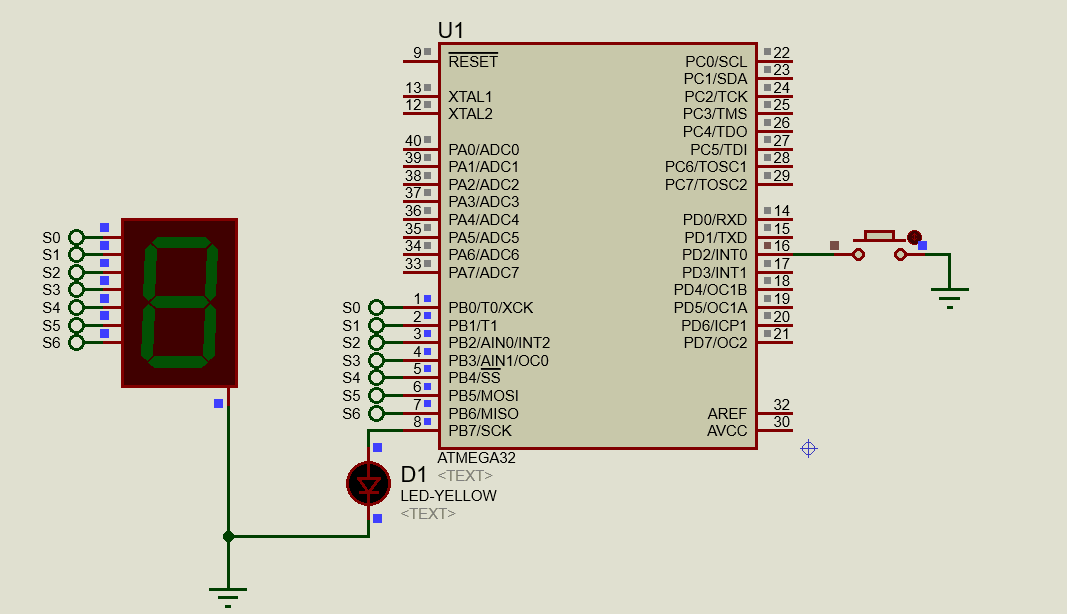 U1
9 RESET
13 XTAL1
12 XTAL2
40 PA0/ADC0
39 PA1/ADC1
38 PA2/ADC2
37 PA3/ADC3
36 PA4/ADC4
35 PA5/ADC5
34 PA6/ADC6
33 PA7/ADC7
S0 1 PB0/T0/XCK
S1 2 PB1/T1
S2 3 PB2/AIN0/INT2
S3 4 PB3/AIN1/OC0
S4 5 PB4/SS
S5 6 PB5/MOSI
S6 7 PB6/MISO
8 PB7/SCK
PC0/SCL 22
PC1/SDA 23
PC2/TCK 24
PC3/TMS 25
PC4/TDO 26
PC5/TDI 27
PC6/TOSC1 28
PC7/TOSC2 29
PD0/RXD 14
PD1/TXD 15
PD2/INT0 16
PD3/INT1 17
PD4/OC1B 18
PD5/OC1A 19
PD6/ICP1 20
PD7/OC2 21
AREF 32
AVCC 30
ATMEGA32
<TEXT>
S0
S1
S2
S3
S4
S5
S6
D1
LED-YELLOW
<TEXT>